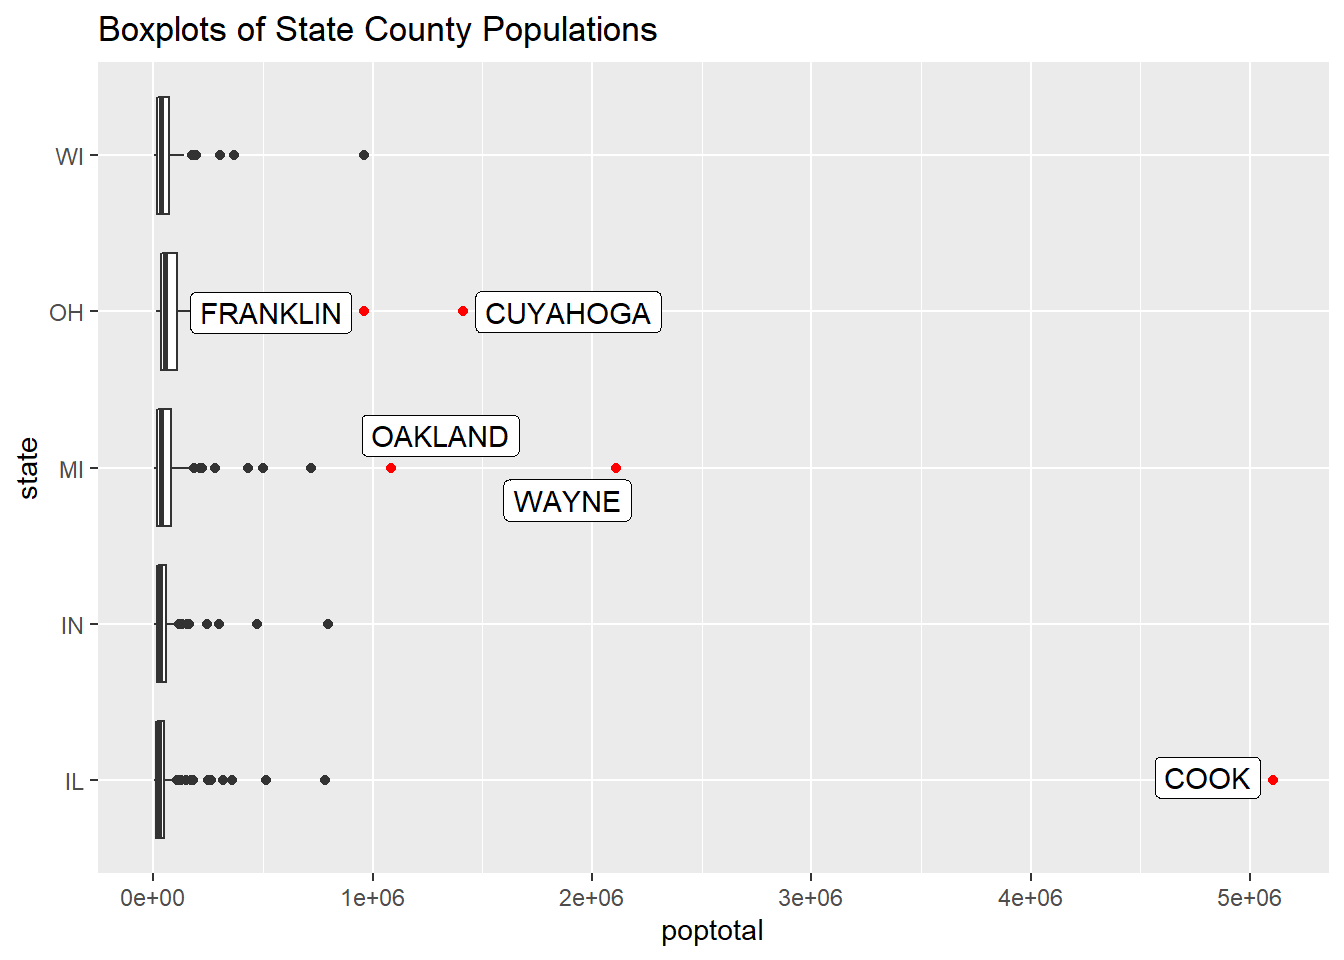 Boxplots of State County Populations
WI
OH
FRANKLIN
CUYAHOGA
OAKLAND
MI
WAYNE
IN
IL
COOK
state
0e+00 1e+06 2e+06 3e+06 4e+06 5e+06
poptotal